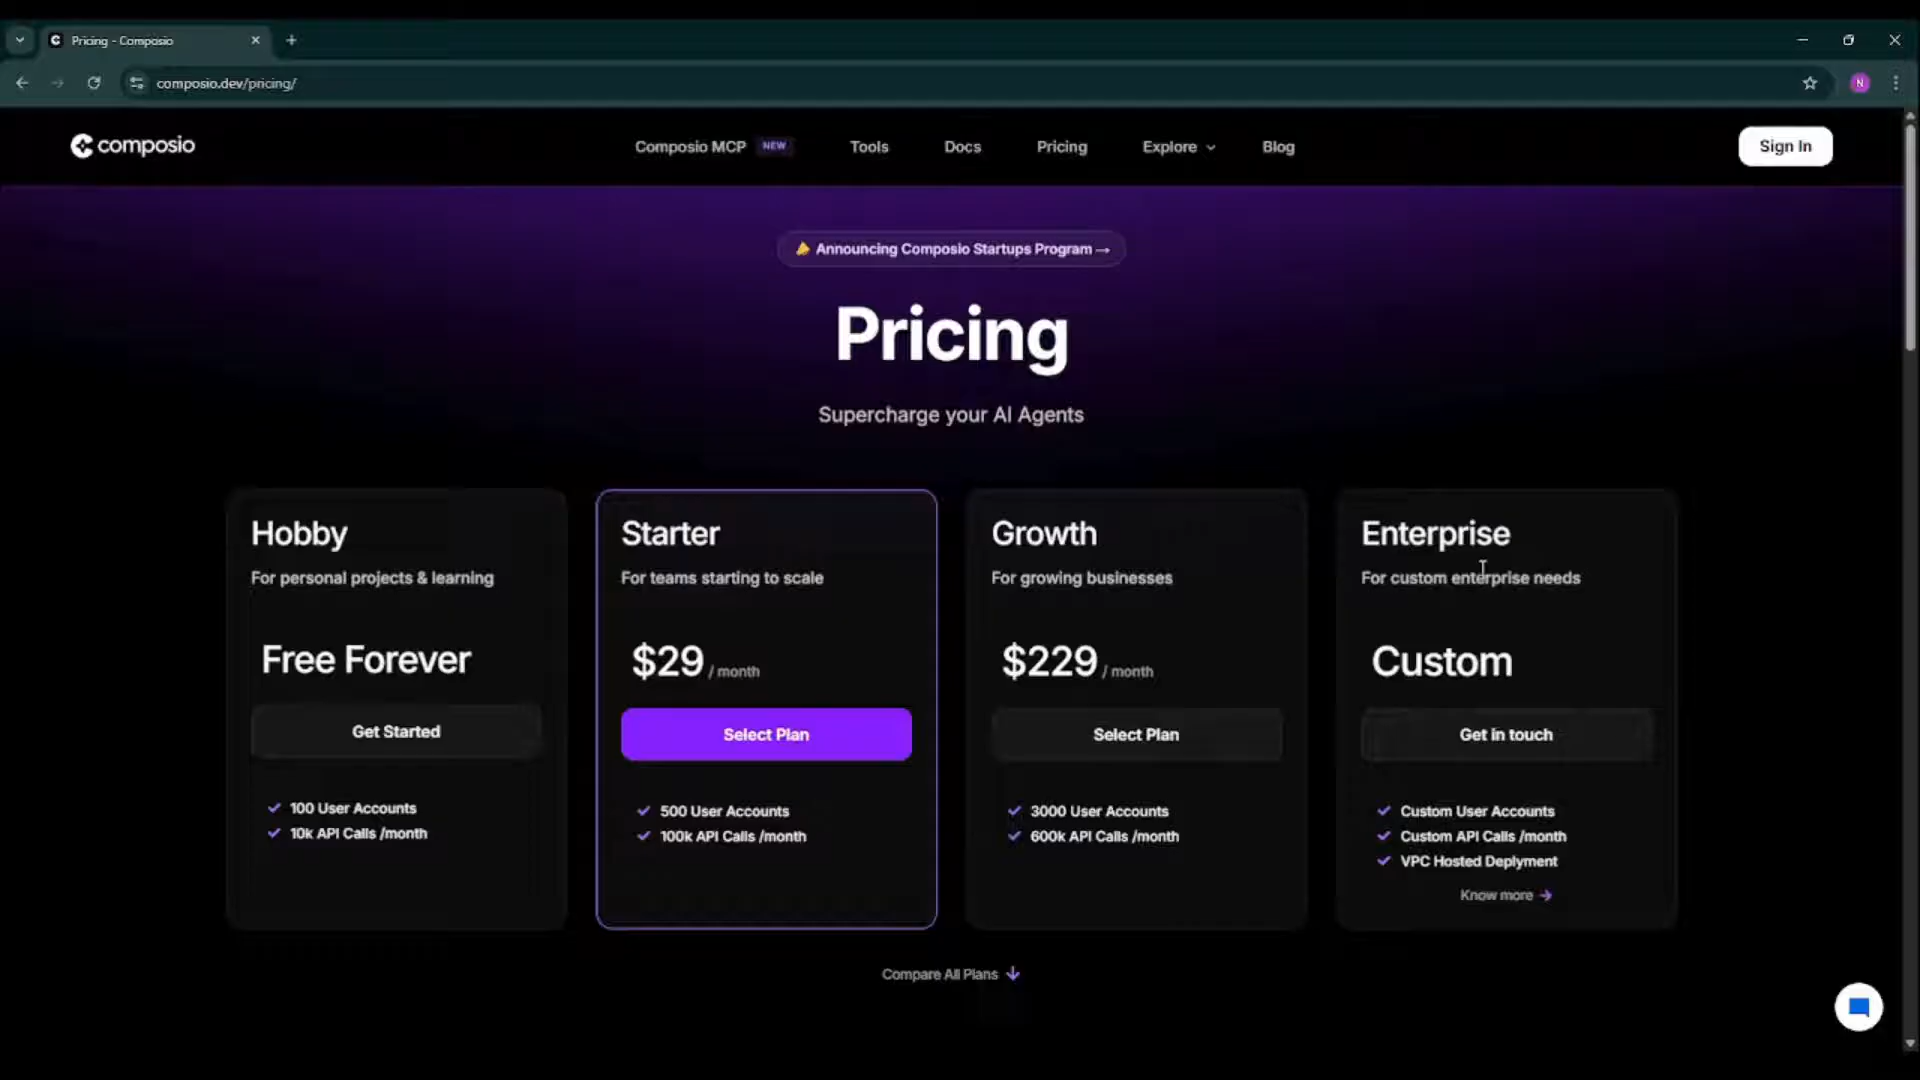 Pricing - Composio
composio.dev/pricing/
N
composio
Composio MCP NEW Tools Docs Pricing Explore Blog
Sign In
Announcing Composio Startups Program →
Pricing
Supercharge your AI Agents
Hobby
For personal projects & learning
Free Forever
Get Started
100 User Accounts
10k API Calls /month
Starter
For teams starting to scale
$29 / month
Select Plan
500 User Accounts
100k API Calls /month
Growth
For growing businesses
$229 / month
Select Plan
3000 User Accounts
600k API Calls /month
Enterprise
For custom enterprise needs
Custom
Get in touch
Custom User Accounts
Custom API Calls /month
VPC Hosted Deplyment
Know more →
Compare All Plans ↓